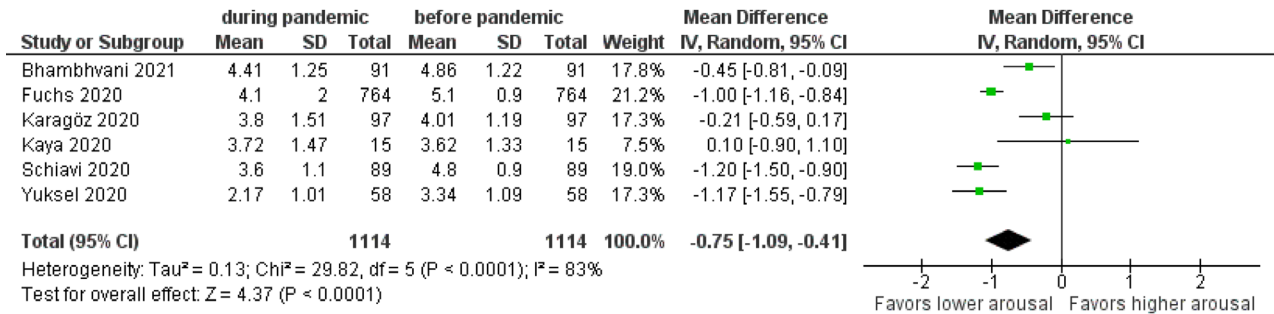 during pandemic before pandemic Mean Difference Mean Difference
Study or Subgroup Mean SD Total Mean SD Total Weight IV, Random, 95% CI IV, Random, 95% CI
Bhambhvani 2021 4.41 1.25 91 4.86 1.22 91 17.8% -0.45 [-0.81, -0.09]
Fuchs 2020 4.1 2 764 5.1 0.9 764 21.2% -1.00 [-1.16, -0.84]
Karagöz 2020 3.8 1.51 97 4.01 1.19 97 17.3% -0.21 [-0.59, 0.17]
Kaya 2020 3.72 1.47 15 3.62 1.33 15 7.5% 0.10 [-0.90, 1.10]
Schiavi 2020 3.6 1.1 89 4.8 0.9 89 19.0% -1.20 [-1.50, -0.90]
Yuksel 2020 2.17 1.01 58 3.34 1.09 58 17.3% -1.17 [-1.55, -0.79]
Total (95% CI) 1114 1114 100.0% -0.75 [-1.09, -0.41]
Heterogeneity: Tau² = 0.13; Chi² = 29.82, df = 5 (P < 0.0001); I² = 83%
Test for overall effect: Z = 4.37 (P < 0.0001)
-2 -1 0 1 2
Favors lower arousal Favors higher arousal